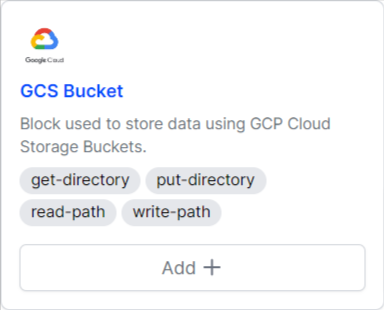 Google Cloud
GCS Bucket
Block used to store data using GCP Cloud
Storage Buckets.
get-directory put-directory
read-path write-path
Add +